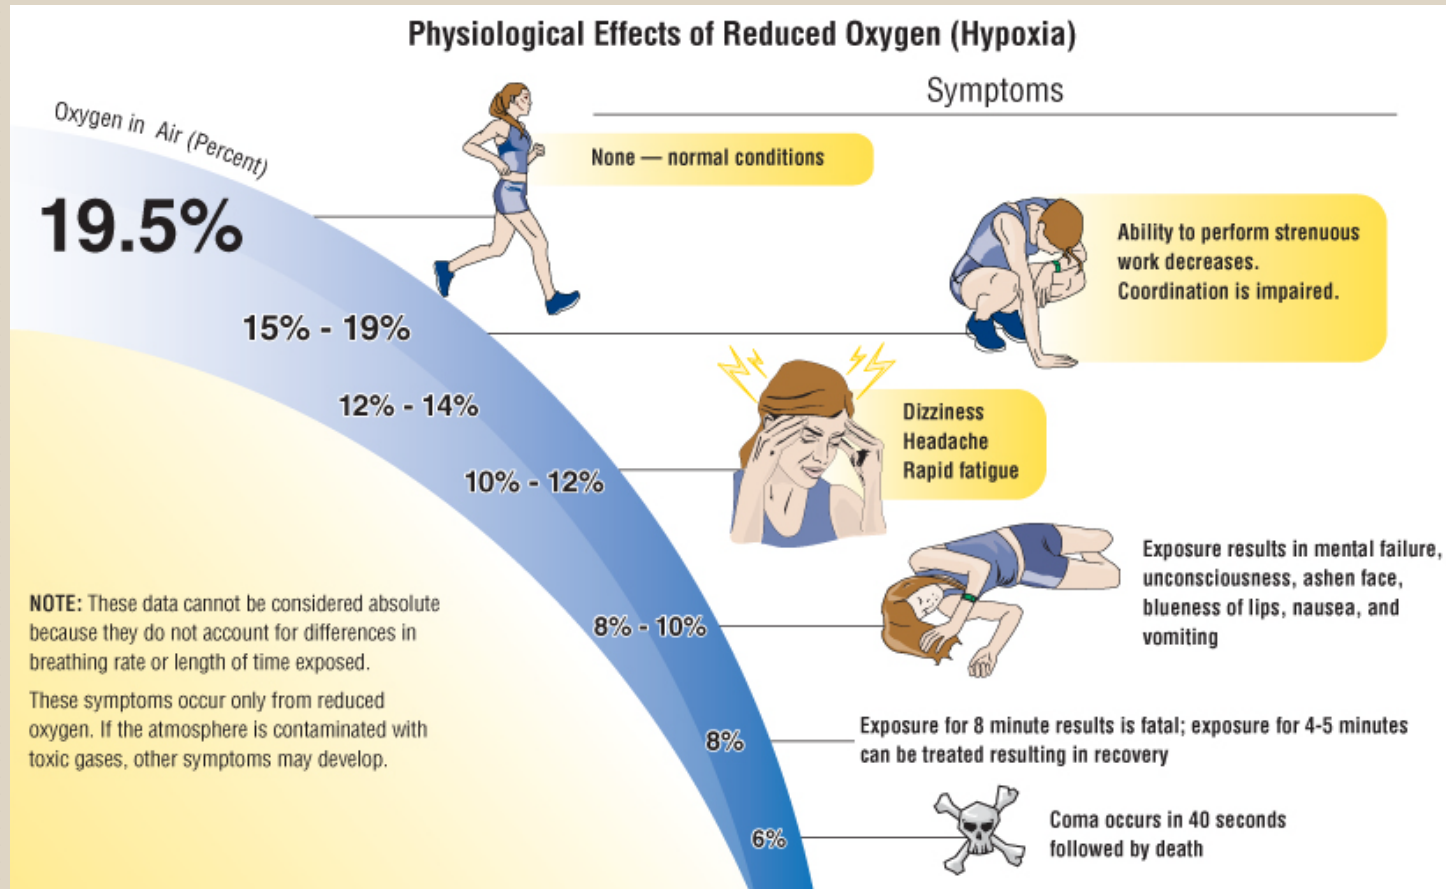 Physiological Effects of Reduced Oxygen (Hypoxia)
Symptoms
Oxygen in Air (Percent)
19.5%
None — normal conditions
15% - 19%
Ability to perform strenuous
work decreases.
Coordination is impaired.
12% - 14%
10% - 12%
Dizziness
Headache
Rapid fatigue
8% - 10%
Exposure results in mental failure,
unconsciousness, ashen face,
blueness of lips, nausea, and
vomiting
8%
Exposure for 8 minute results is fatal; exposure for 4-5 minutes
can be treated resulting in recovery
6%
Coma occurs in 40 seconds
followed by death
NOTE: These data cannot be considered absolute
because they do not account for differences in
breathing rate or length of time exposed.
These symptoms occur only from reduced
oxygen. If the atmosphere is contaminated with
toxic gases, other symptoms may develop.